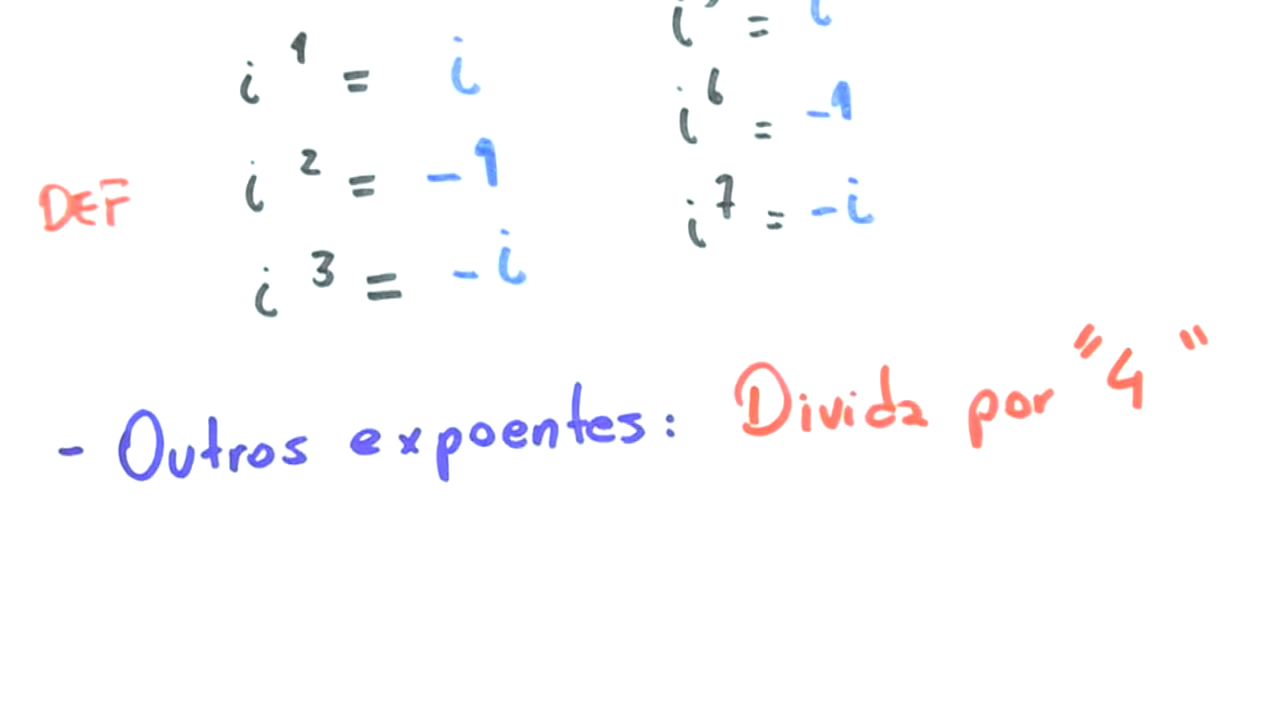 i¹ = i
i² = -1
DEF
i³ = -i
i⁶ = -1
i⁷ = -i
- Outros expoentes: Divida por "4"